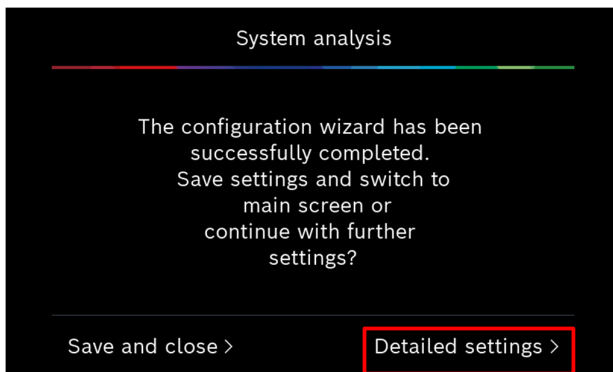 System analysis
The configuration wizard has been
successfully completed.
Save settings and switch to
main screen or
continue with further
settings?
Save and close >
Detailed settings >